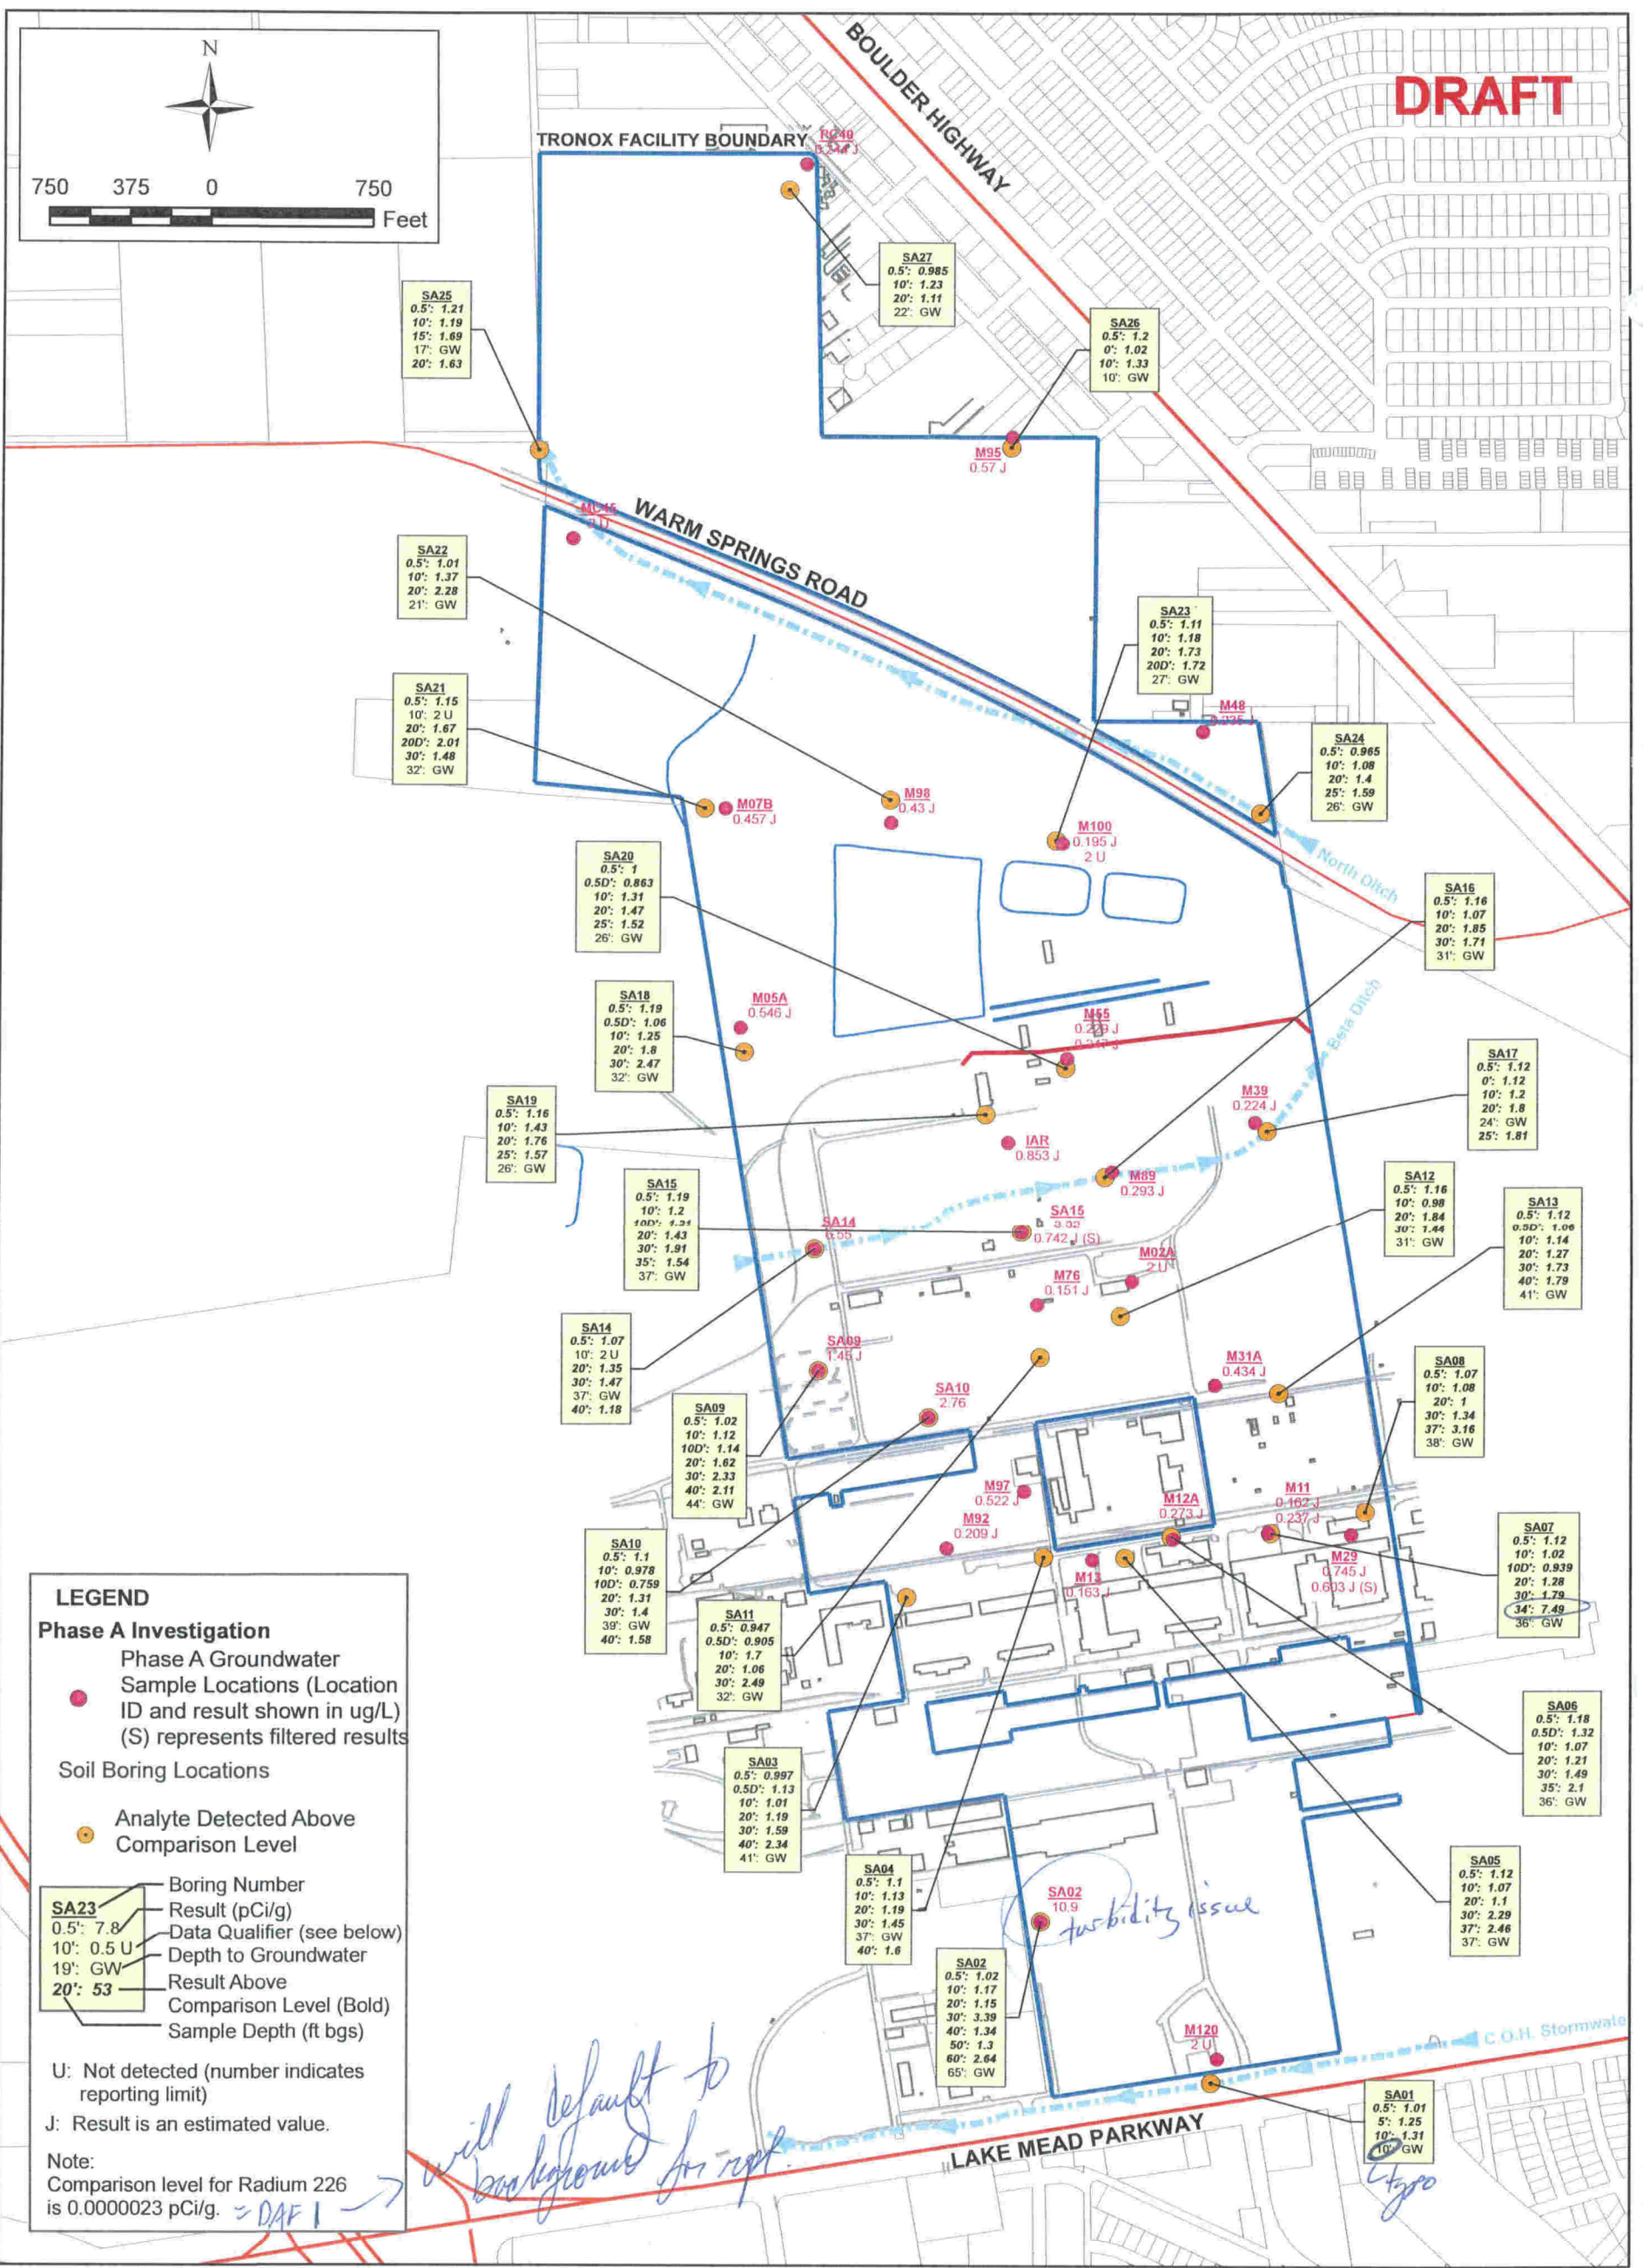 DRAFT
N
750 375 0 750
Feet
BOULDER HIGHWAY
TRONOX FACILITY BOUNDARY
RC40
SA27
0.5': 0.985
10': 1.23
20': 1.11
22': GW
SA25
0.5': 1.21
10': 1.19
15': 1.69
17': GW
20': 1.63
SA26
0.5': 1.2
0': 1.02
10': 1.33
10': GW
M95
0.57 J
MC45
2 U
WARM SPRINGS ROAD
SA22
0.5': 1.01
10': 1.37
20': 2.28
21': GW
SA23
0.5': 1.11
10': 1.18
20': 1.73
20D': 1.72
27': GW
SA21
0.5': 1.15
10': 2 U
20': 1.67
20D': 2.01
30': 1.48
32': GW
M48
0.235 J
SA24
0.5': 0.965
10': 1.08
20': 1.4
25': 1.59
26': GW
M07B
0.457 J
M98
0.43 J
M100
0.195 J
2 U
North Ditch
SA20
0.5': 1
0.5D': 0.863
10': 1.31
20': 1.47
25': 1.52
26': GW
SA16
0.5': 1.16
10': 1.07
20': 1.85
30': 1.71
31': GW
SA18
0.5': 1.19
0.5D': 1.06
10': 1.25
20': 1.8
30': 2.47
32': GW
M05A
0.546 J
M55
0.229 J
Beta Ditch
SA17
0.5': 1.12
0': 1.12
10': 1.2
20': 1.8
24': GW
25': 1.81
SA19
0.5': 1.16
10': 1.43
20': 1.76
25': 1.57
26': GW
M39
0.224 J
IAR
0.853 J
M89
0.293 J
SA15
0.5': 1.19
10': 1.2
10D': 1.21
20': 1.43
30': 1.91
35': 1.54
37': GW
SA12
0.5': 1.16
10': 0.98
20': 1.84
30': 1.44
31': GW
SA13
0.5': 1.12
0.5D': 1.06
10': 1.14
20': 1.27
30': 1.73
40': 1.79
41': GW
SA14
SA15
3.32
0.742 J (S)
M02A
2 U
M76
0.151 J
SA14
0.5': 1.07
10': 2 U
20': 1.35
30': 1.47
37': GW
40': 1.18
SA09
1.45 J
M31A
0.434 J
SA10
2.76
SA08
0.5': 1.07
10': 1.08
20': 1
30': 1.34
37': 3.16
38': GW
SA09
0.5': 1.02
10': 1.12
10D': 1.14
20': 1.62
30': 2.33
40': 2.11
44': GW
M97
0.522 J
M92
0.209 J
M12A
0.273 J
M11
0.162 J
0.237 J
M29
0.745 J
0.603 J (S)
M13
0.163 J
SA07
0.5': 1.12
10': 1.02
10D': 0.939
20': 1.28
30': 1.79
34': 7.49
36': GW
SA10
0.5': 1.1
10': 0.978
10D': 0.759
20': 1.31
30': 1.4
39': GW
40': 1.58
SA11
0.5': 0.947
0.5D': 0.905
10': 1.7
20': 1.06
30': 2.49
32': GW
SA06
0.5': 1.18
0.5D': 1.32
10': 1.07
20': 1.21
30': 1.49
35': 2.1
36': GW
SA03
0.5': 0.997
0.5D': 1.13
10': 1.01
20': 1.19
30': 1.59
40': 2.34
41': GW
SA04
0.5': 1.1
10': 1.13
20': 1.19
30': 1.45
37': GW
40': 1.6
SA05
0.5': 1.12
10': 1.07
20': 1.1
30': 2.29
37': 2.46
37': GW
SA02
10.9
turbidity issue
SA02
0.5': 1.02
10': 1.17
20': 1.15
30': 3.39
40': 1.34
50': 1.3
60': 2.64
65': GW
M120
2 U
C.O.H. Stormwate
SA01
0.5': 1.01
5': 1.25
10': 1.31
10': GW
typo
LAKE MEAD PARKWAY
LEGEND
Phase A Investigation
Phase A Groundwater
Sample Locations (Location
ID and result shown in ug/L)
(S) represents filtered results
Soil Boring Locations
Analyte Detected Above
Comparison Level
SA23
0.5': 7.8
10': 0.5 U
19': GW
20': 53
Boring Number
Result (pCi/g)
Data Qualifier (see below)
Depth to Groundwater
Result Above
Comparison Level (Bold)
Sample Depth (ft bgs)
U: Not detected (number indicates
reporting limit)
J: Result is an estimated value.
Note:
Comparison level for Radium 226
is 0.0000023 pCi/g. = DAF 1
will default to
background for rept.